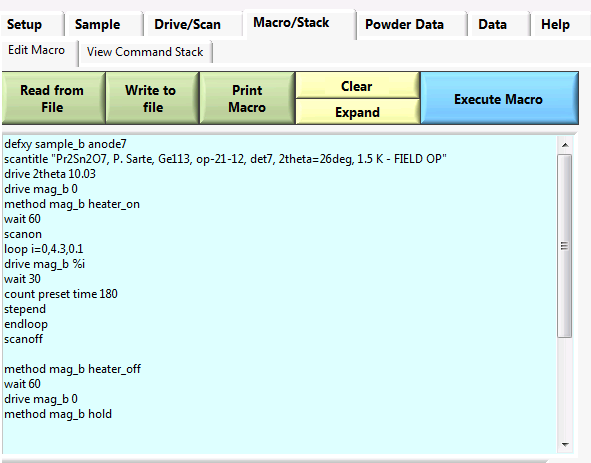 Setup Sample Drive/Scan Macro/Stack Powder Data Data Help
Edit Macro View Command Stack
Read from File
Write to file
Print Macro
Clear
Expand
Execute Macro
defxy sample_b anode7
scantitle "Pr2Sn2O7, P. Sarte, Ge113, op-21-12, det7, 2theta=26deg, 1.5 K - FIELD OP"
drive 2theta 10.03
drive mag_b 0
method mag_b heater_on
wait 60
scanon
loop i=0,4.3,0.1
drive mag_b %i
wait 30
count preset time 180
stepend
endloop
scanoff
method mag_b heater_off
wait 60
drive mag_b 0
method mag_b hold